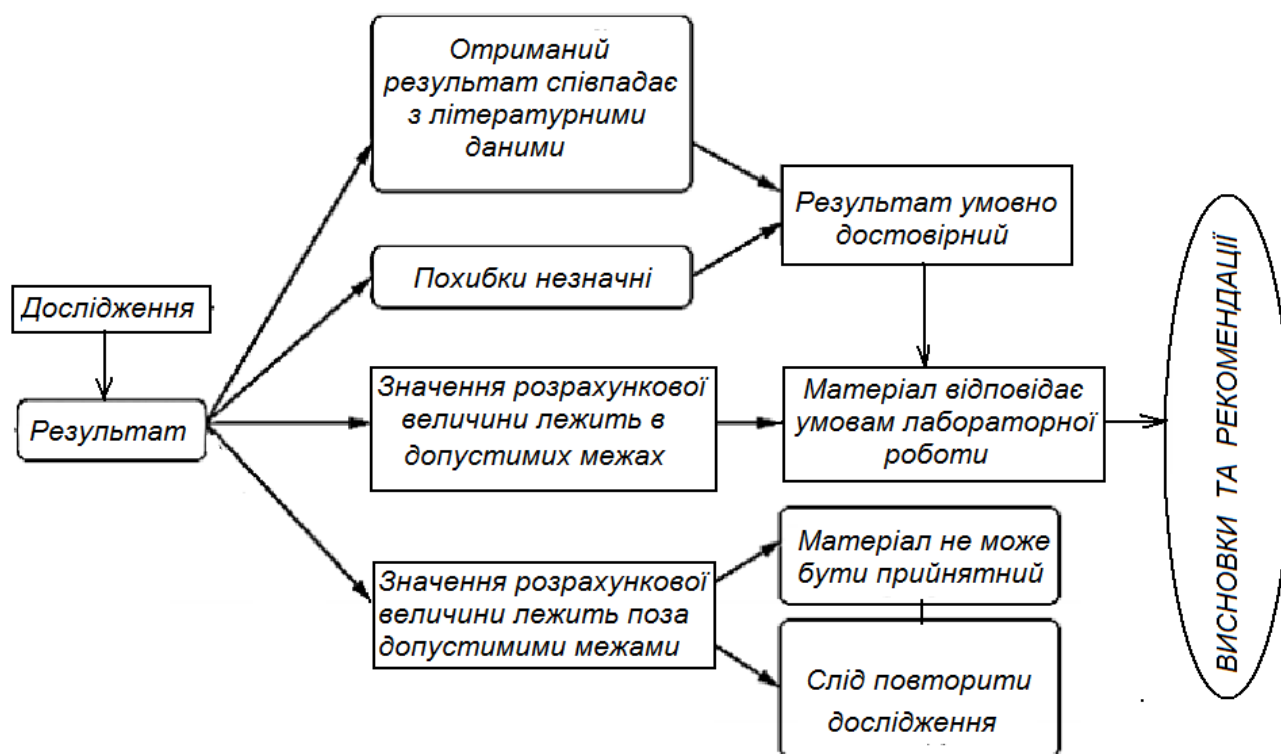 Отриманий
результат співпадає
з літературними
даними
Результат умовно
достовірний
Похибки незначні
Дослідження
Результат
Значення розрахункової
величини лежить в
допустимих межах
Матеріал відповідає
умовам лабораторної
роботи
Значення розрахункової
величини лежить поза
допустимими межами
Матеріал не може
бути прийнятний
Слід повторити
дослідження
ВИСНОВКИ ТА РЕКОМЕНДАЦІЇ